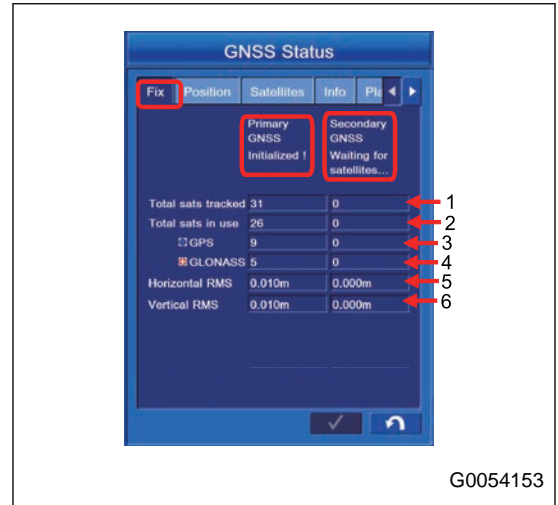 GNSS Status
Fix Position Satellites Info
Primary GNSS Initialized !
Secondary GNSS Waiting for satellites...
Total sats tracked 31 0 1
Total sats in use 26 0 2
GPS 9 0 3
GLONASS 5 0 4
Horizontal RMS 0.010m 0.000m 5
Vertical RMS 0.010m 0.000m 6
G0054153